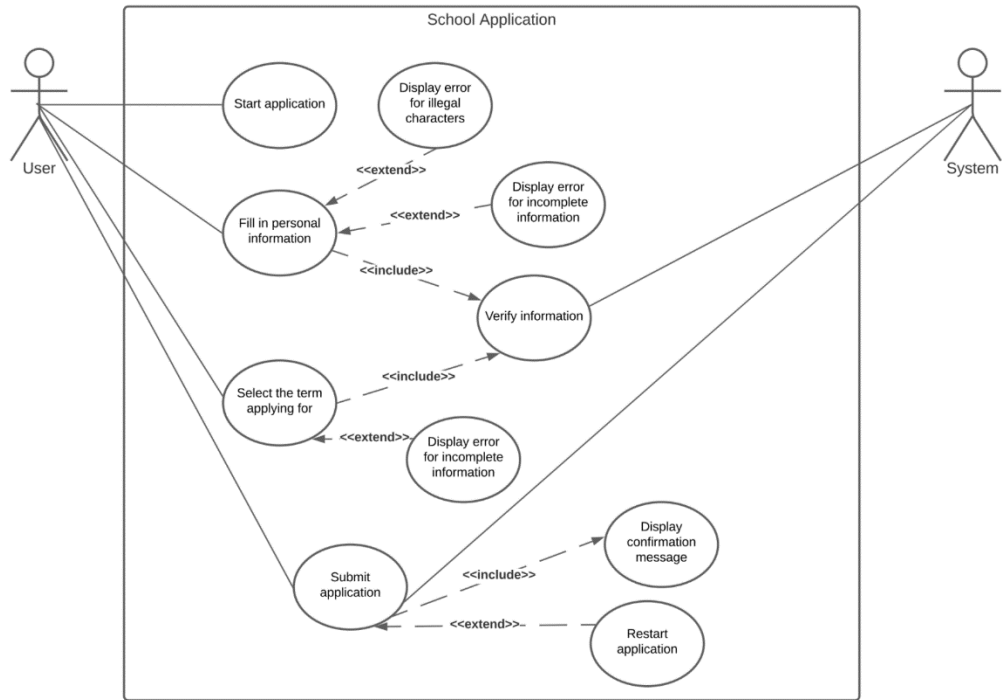 School Application
Start application
Display error
for illegal
characters
User
System
<<extend>>
Display error
for incomplete
information
<<extend>>
Fill in personal
information
<<include>>
Verify information
<<include>>
Select the term
applying for
<<extend>>
Display error
for incomplete
information
Display
confirmation
message
<<include>>
Submit
application
<<extend>>
Restart
application